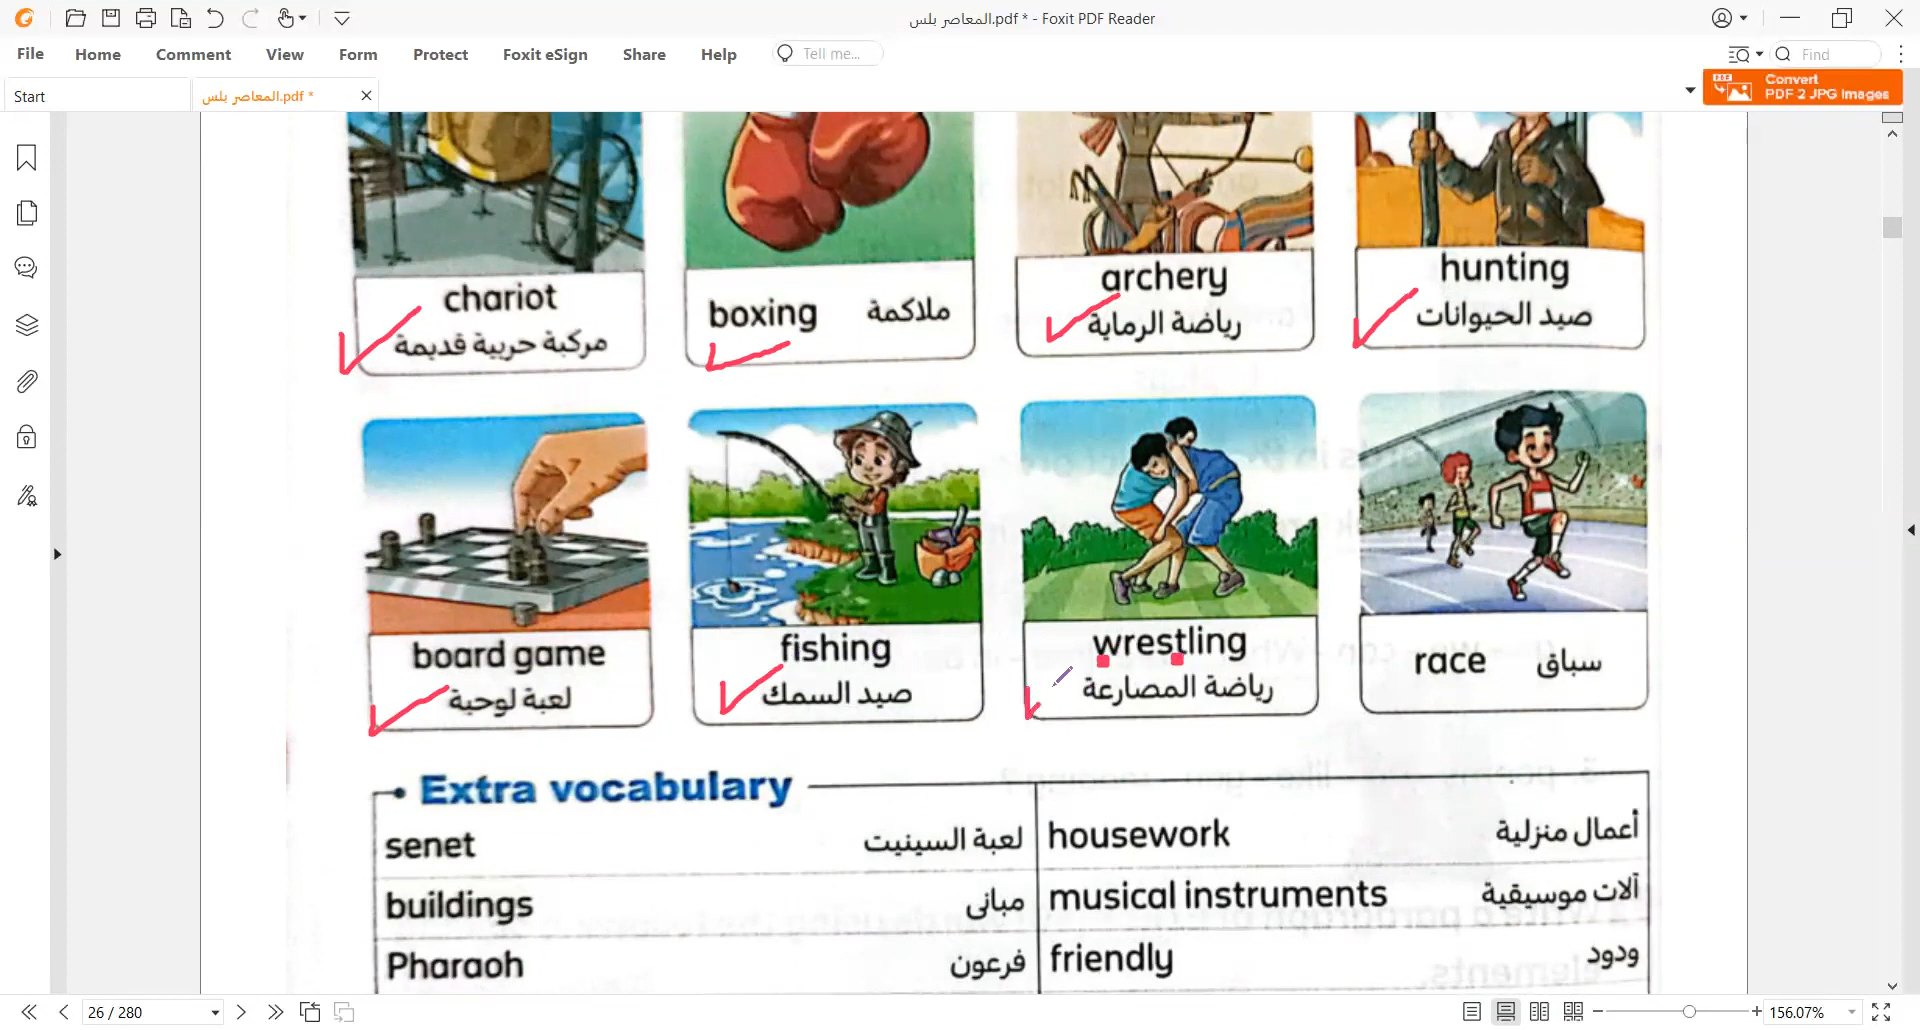 المعاصر بلس.pdf * - Foxit PDF Reader
File Home Comment View Form Protect Foxit eSign Share Help Tell me... Find
Start
المعاصر بلس.pdf *
Convert
PDF 2 JPG Images
chariot
مركبة حربية قديمة
boxing ملاكمة
archery
رياضة الرماية
hunting
صيد الحيوانات
board game
لعبة لوحية
fishing
صيد السمك
wrestling
رياضة المصارعة
race سباق
Extra vocabulary
senet لعبة السينيت
housework أعمال منزلية
buildings مبانى
musical instruments آلات موسيقية
Pharaoh فرعون
friendly ودود
26 / 280
156.07%